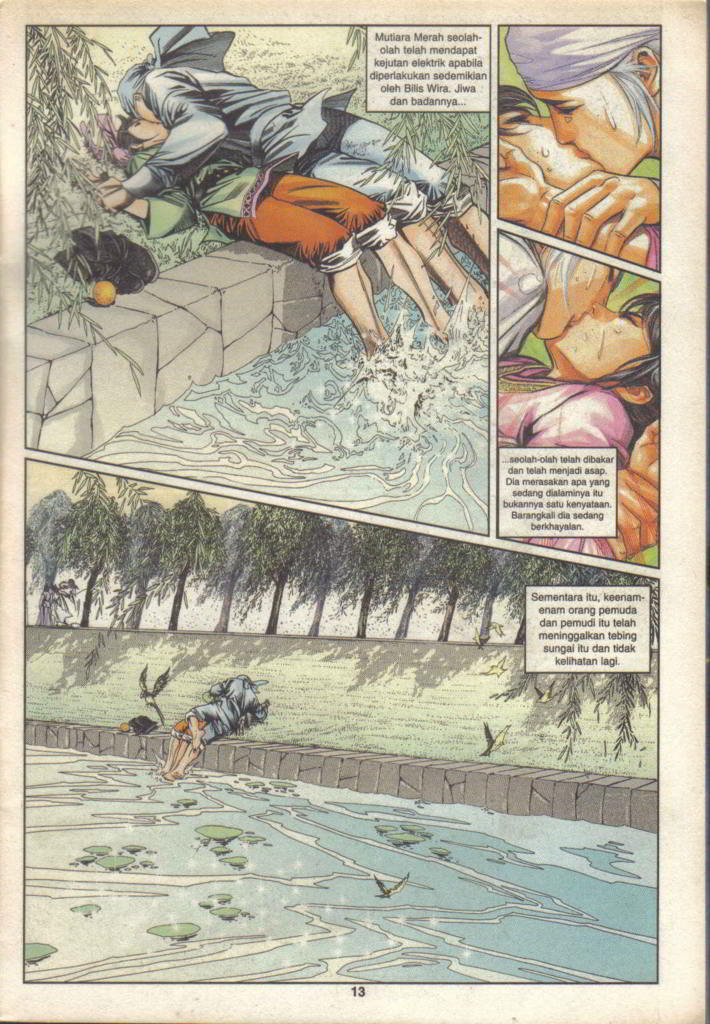 Mutiara Merah seolah-
olah telah mendapat
kejutan elektrik apabila
diperlakukan sedemikian
oleh Bilis Wira. Jiwa
dan badannya...
...seolah-olah telah dibakar
dan telah menjadi asap.
Dia merasakan apa yang
sedang dialaminya itu
bukannya satu kenyataan.
Barangkali dia sedang
berkhayalan.
Sementara itu, keenam-
enam orang pemuda
dan pemudi itu telah
meninggalkan tebing
sungai itu dan tidak
kelihatan lagi.
13